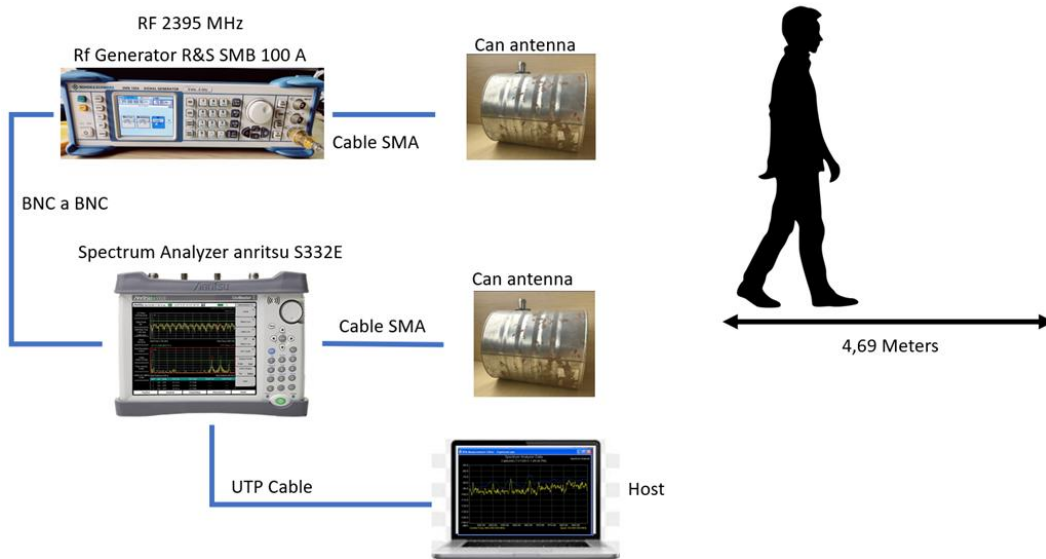 RF 2395 MHz
Rf Generator R&S SMB 100 A
Can antenna
Cable SMA
BNC a BNC
Spectrum Analyzer anritsu S332E
Can antenna
Cable SMA
4,69 Meters
UTP Cable
Host